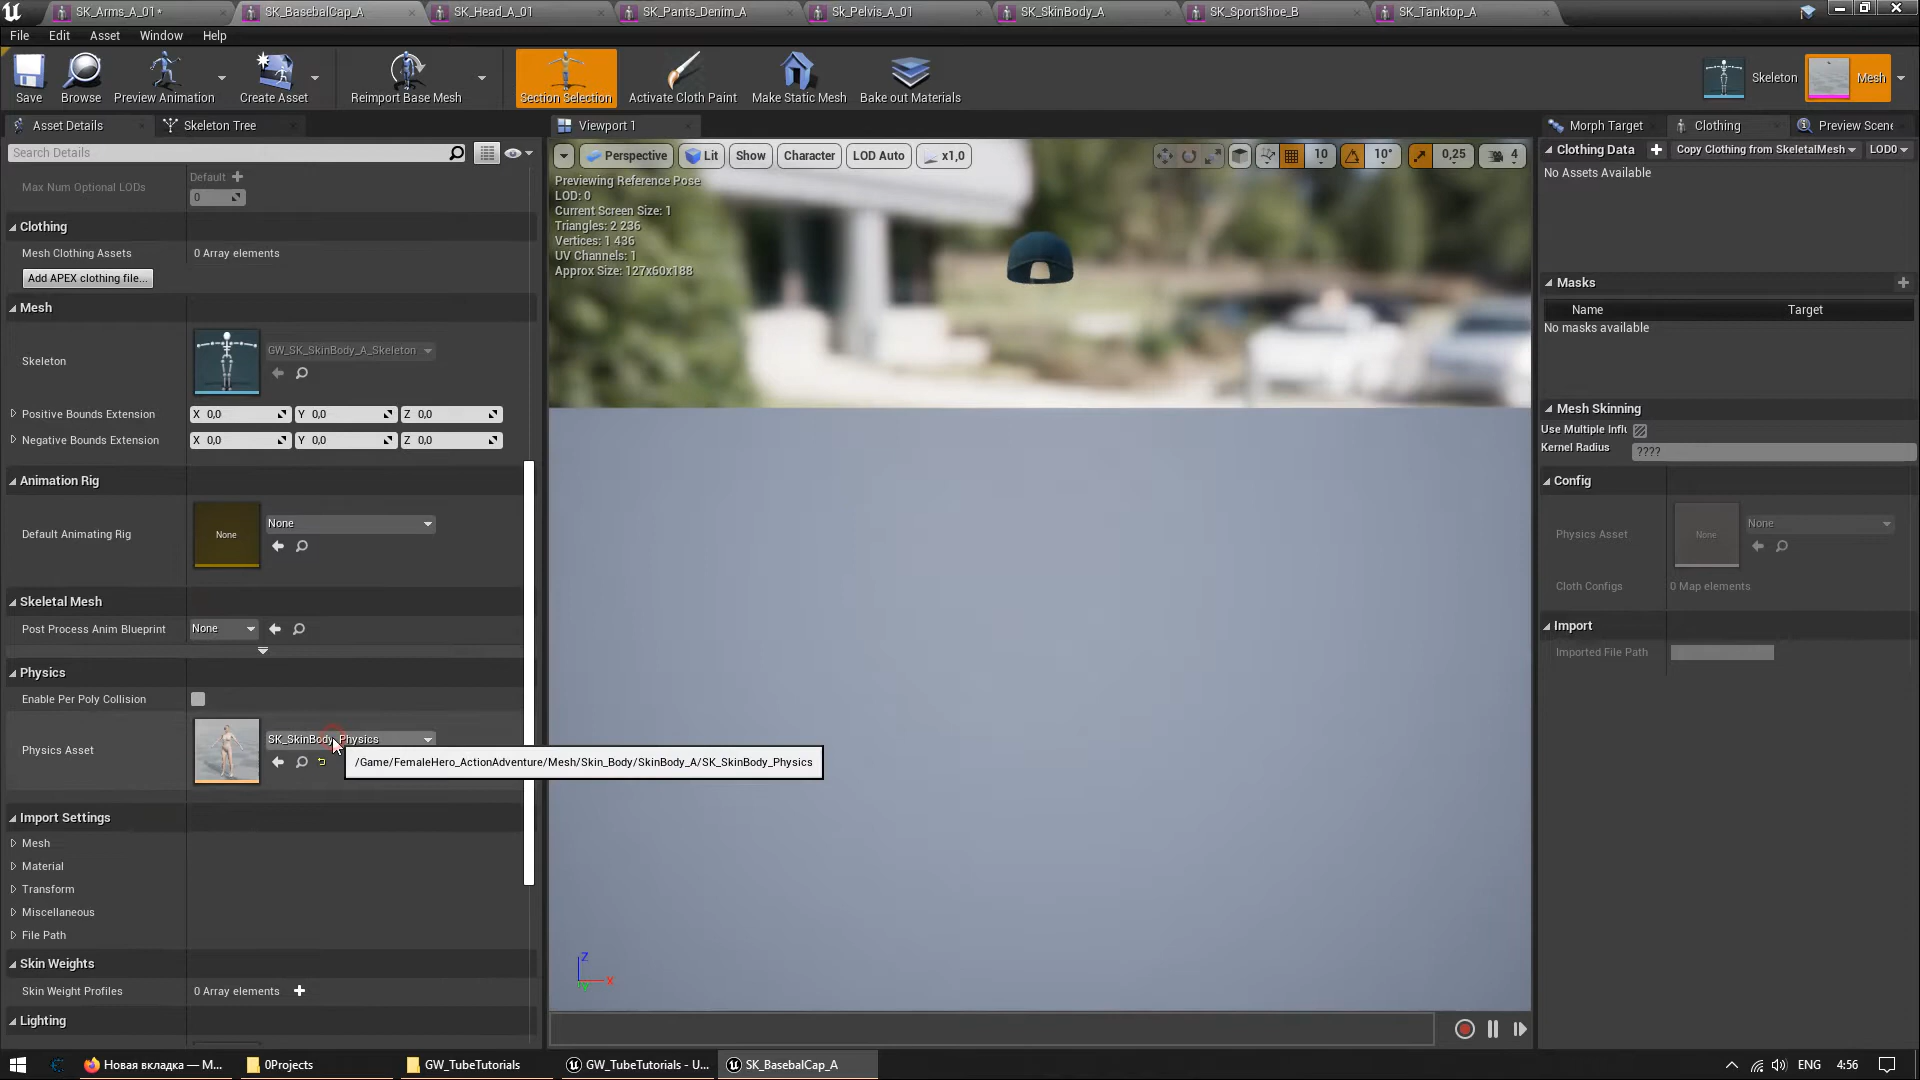 SK_Arms_A_01*
SK_BasebalCap_A
SK_Head_A_01
SK_Pants_Denim_A
Sk_Pelvis_A_01
SK_SkinBody_A
SK_SportShoe_B
SK_Tanktop_A
File Edit Asset Window Help
Save
Browse
Preview Animation
Create Asset
Reimport Base Mesh
Section Selection
Activate Cloth Paint
Make Static Mesh
Bake out Materials
Skeleton
Mesh
Asset Details
Skeleton Tree
Search Details
Max Num Optional LODs
Default
0
Clothing
Mesh Clothing Assets
0 Array elements
Add APEX clothing file...
Mesh
Skeleton
GW_SK_SkinBody_A_Skeleton
Positive Bounds Extension
X 0,0 Y 0,0 Z 0,0
Negative Bounds Extension
X 0,0 Y 0,0 Z 0,0
Animation Rig
Default Animating Rig
None
None
Skeletal Mesh
Post Process Anim Blueprint
None
Physics
Enable Per Poly Collision
Physics Asset
SK_SkinBody_Physics
/Game/FemaleHero_ActionAdventure/Mesh/Skin_Body/SkinBody_A/SK_SkinBody_Physics
Import Settings
Mesh
Material
Transform
Miscellaneous
File Path
Skin Weights
Skin Weight Profiles
0 Array elements
Lighting
Viewport 1
Perspective Lit Show Character LOD Auto x1,0
10 10° 0,25 4
Previewing Reference Pose
LOD: 0
Current Screen Size: 1
Triangles: 2 236
Vertices: 1 436
UV Channels: 1
Approx Size: 127x60x188
Z
X
Morph Target
Clothing
Preview Scene
Clothing Data
Copy Clothing from SkeletalMesh
LOD0
No Assets Available
Masks
Name
Target
No masks available
Mesh Skinning
Use Multiple Influ
Kernel Radius
????
Config
Physics Asset
None
None
Cloth Configs
0 Map elements
Import
Imported File Path
Новая вкладка — M...
0Projects
GW_TubeTutorials
GW_TubeTutorials - U...
SK_BasebalCap_A
ENG
4:56